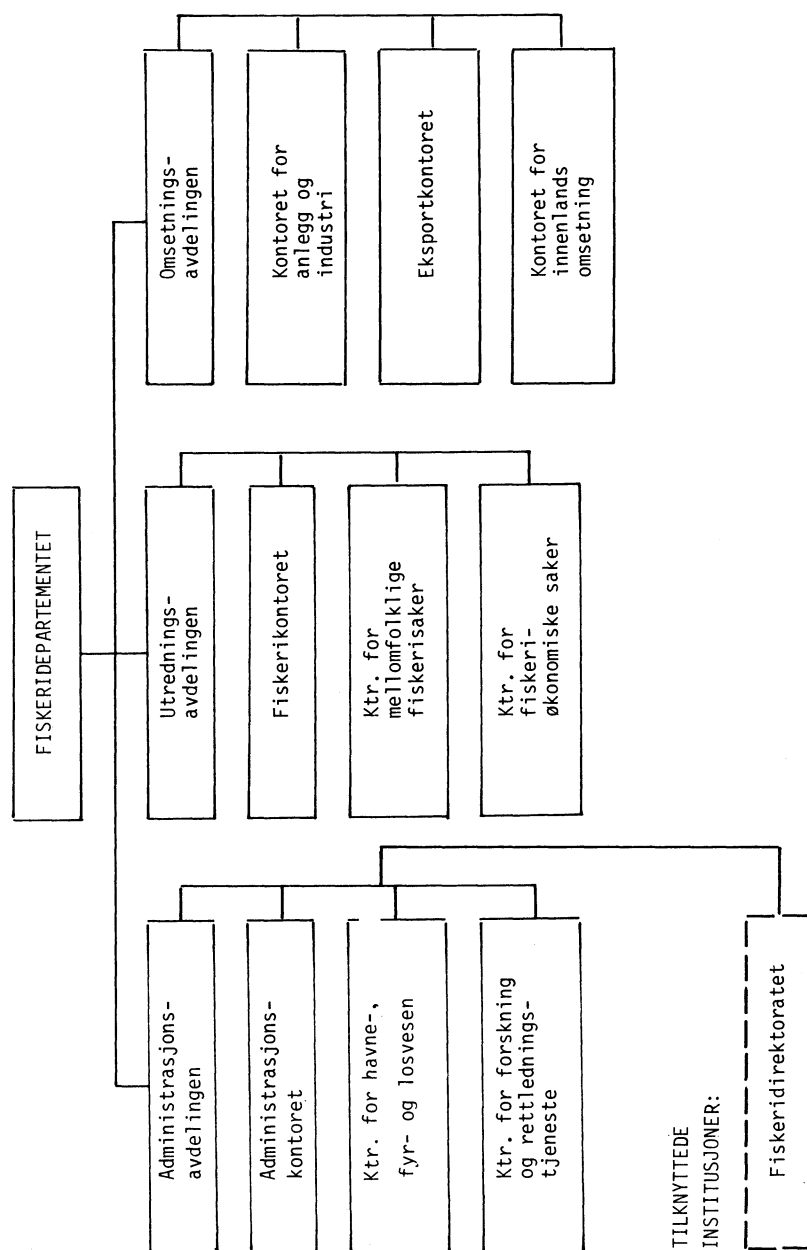 FISKERIDEPARTEMENTET
Administrasjons-
avdelingen
Administrasjons-
kontoret
Ktr. for havne-,
fyr- og losvesen
Ktr. for forskning
og rettlednings-
tjeneste
Utrednings-
avdelingen
Fiskerikontoret
Ktr. for
mellomfolklige
fiskerisaker
Ktr. for
fiskeri-
økonomiske saker
Omsetnings-
avdelingen
Kontoret for
anlegg og
industri
Eksportkontoret
Kontoret for
innenlands
omsetning
TILKNYTTEDE
INSTITUSJONER:
Fiskeridirektoratet